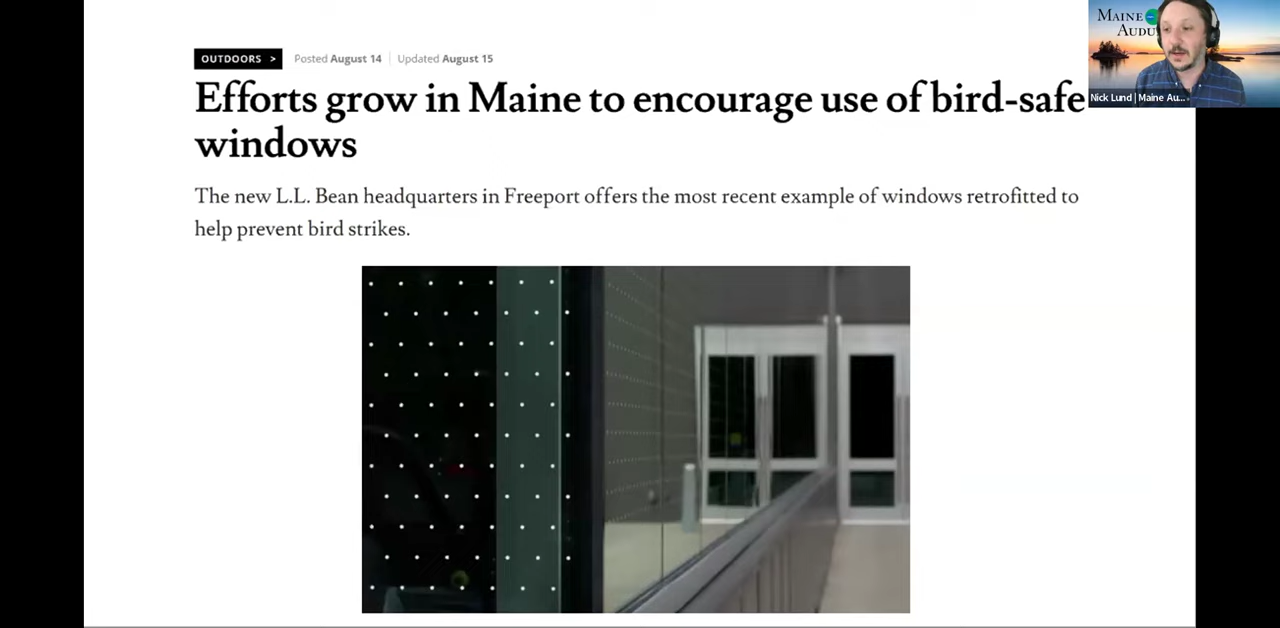 OUTDOORS > Posted August 14 Updated August 15
Efforts grow in Maine to encourage use of bird-safe
windows
The new L.L. Bean headquarters in Freeport offers the most recent example of windows retrofitted to
help prevent bird strikes.
MAINE
AUDU
Nick Lund | Maine Au...